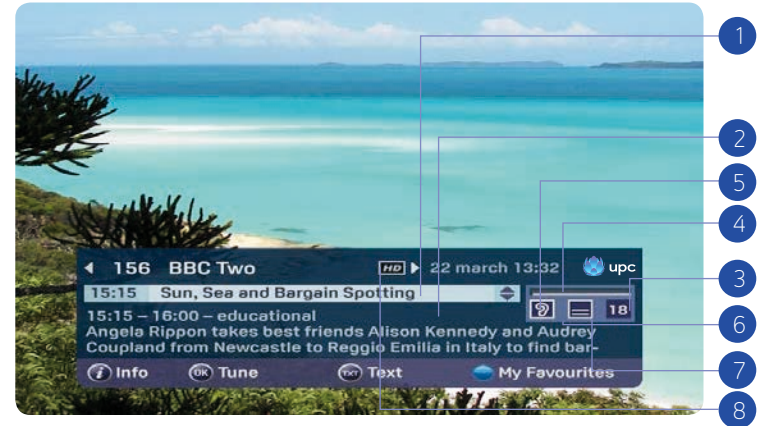 156 BBC Two HD 22 march 13:32 upc
15:15 Sun, Sea and Bargain Spotting
15:15 – 16:00 – educational 18
Angela Rippon takes best friends Alison Kennedy and Audrey
Coupland from Newcastle to Reggio Emilia in Italy to find bar-
i Info OK Tune TXT Text My Favourites
1
2
5
4
3
6
7
8